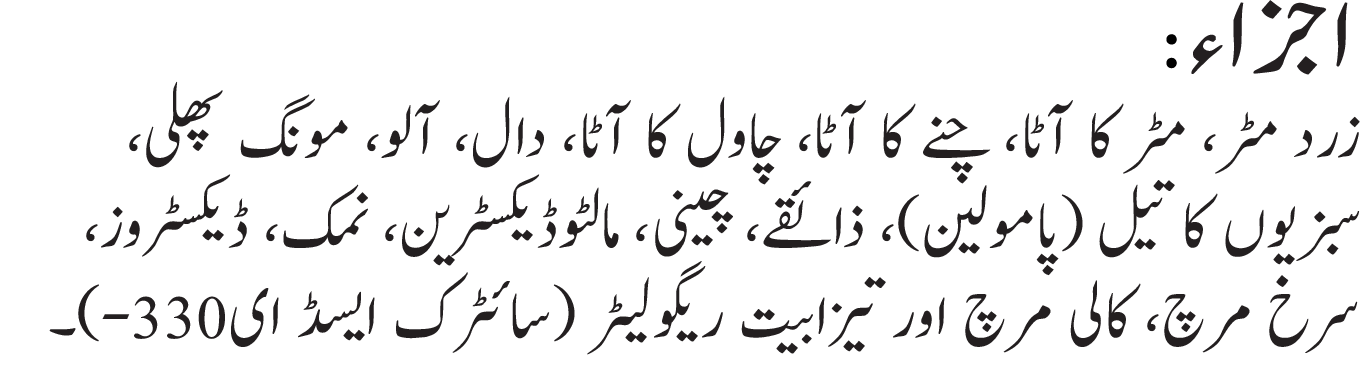 اجزاء:
زرد مٹر، مٹر کا آٹا، چنے کا آٹا، چاول کا آٹا، دال، آلو، مونگ پھلی،
سبزیوں کا تیل (پامولین)، ذائقے، چینی، مالٹوڈیکسٹرین، نمک، ڈیکسٹروز،
سرخ مرچ، کالی مرچ اور تیزابیت ریگولیٹر (سائٹرک ایسڈ ای330-)۔